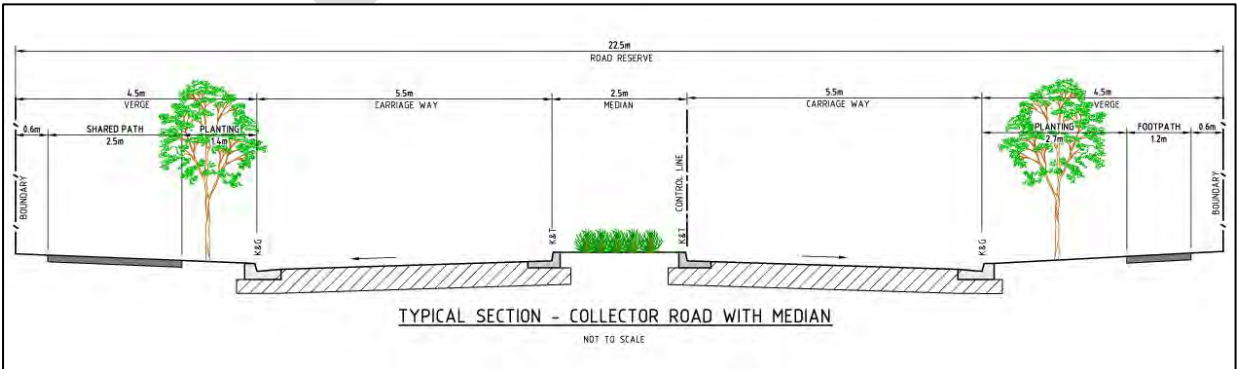 22.5m
ROAD RESERVE
4.5m
VERGE
5.5m
CARRIAGE WAY
2.5m
MEDIAN
5.5m
CARRIAGE WAY
4.5m
VERGE
0.6m
SHARED PATH
2.5m
PLANTING
1.4m
PLANTING
2.7m
FOOTPATH
1.2m
0.6m
BOUNDARY
K&G
K&T
K&T
CONTROL LINE
K&G
BOUNDARY
TYPICAL SECTION - COLLECTOR ROAD WITH MEDIAN
NOT TO SCALE